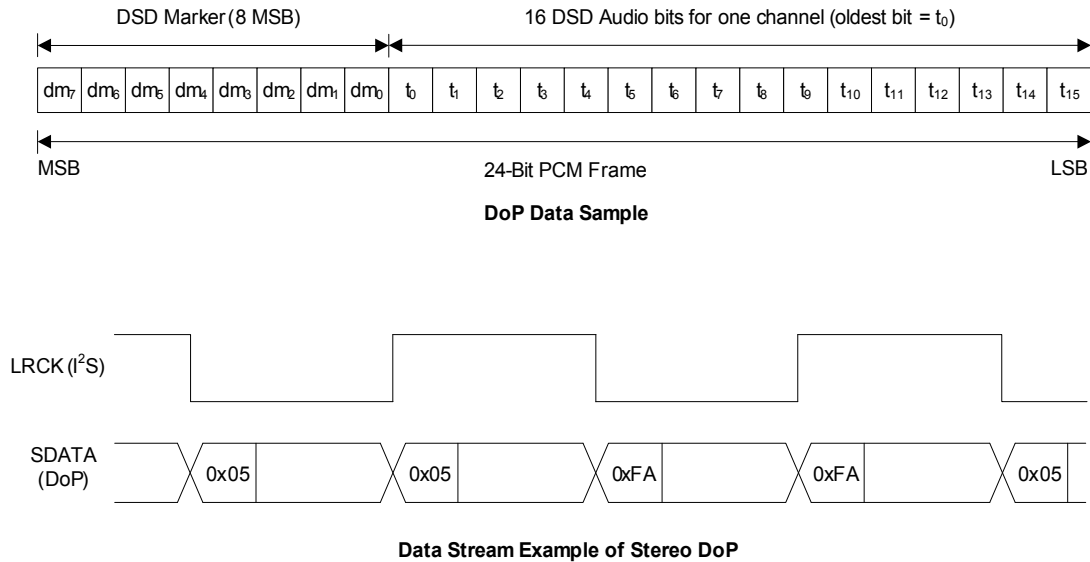 DSD Marker (8 MSB) 16 DSD Audio bits for one channel (oldest bit = t₀)
dm₇ dm₆ dm₅ dm₄ dm₃ dm₂ dm₁ dm₀ t₀ t₁ t₂ t₃ t₄ t₅ t₆ t₇ t₈ t₉ t₁₀ t₁₁ t₁₂ t₁₃ t₁₄ t₁₅
MSB 24-Bit PCM Frame LSB
DoP Data Sample
LRCK (I²S)
SDATA
(DoP)
0x05 0x05 0xFA 0xFA 0x05
Data Stream Example of Stereo DoP